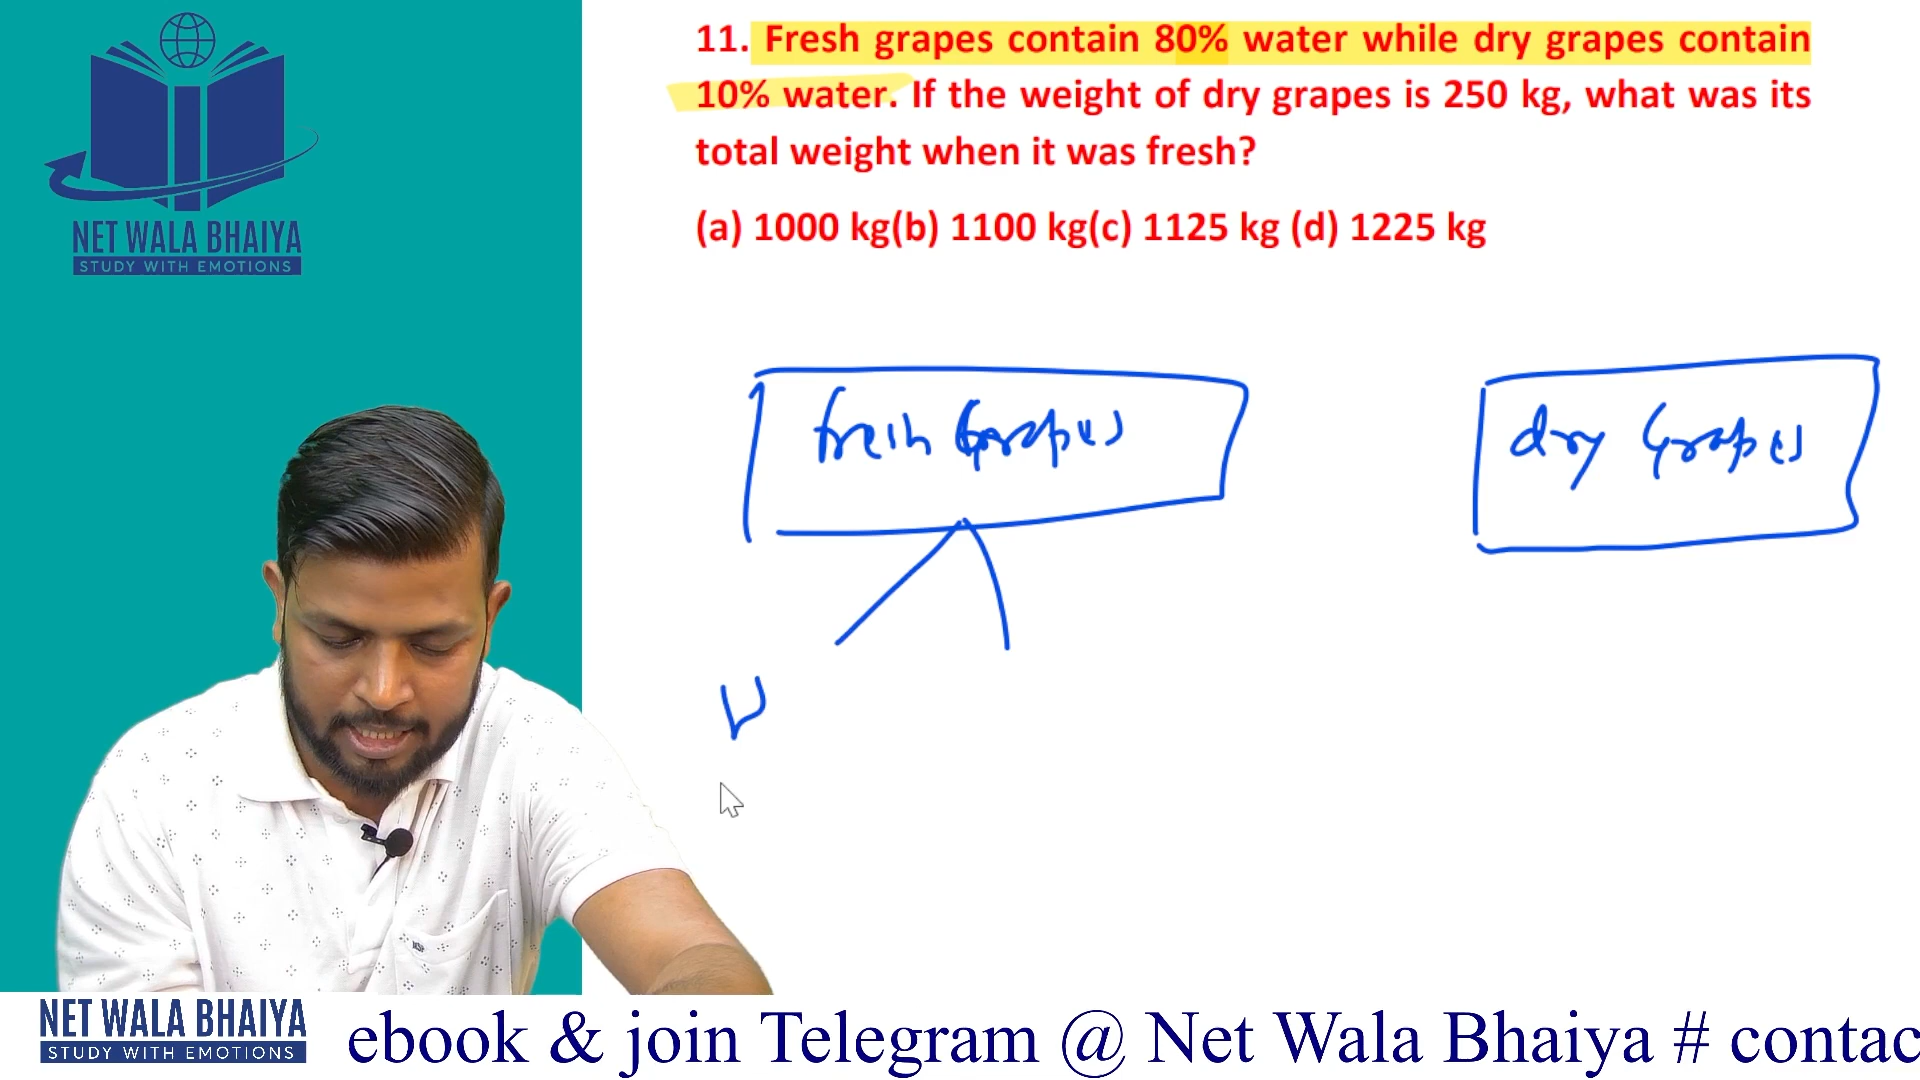 NET WALA BHAIYA
STUDY WITH EMOTIONS
11. Fresh grapes contain 80% water while dry grapes contain
10% water. If the weight of dry grapes is 250 kg, what was its
total weight when it was fresh?
(a) 1000 kg(b) 1100 kg(c) 1125 kg (d) 1225 kg
fresh Grapes
dry Grapes
NET WALA BHAIYA
STUDY WITH EMOTIONS
ebook & join Telegram @ Net Wala Bhaiya # contac